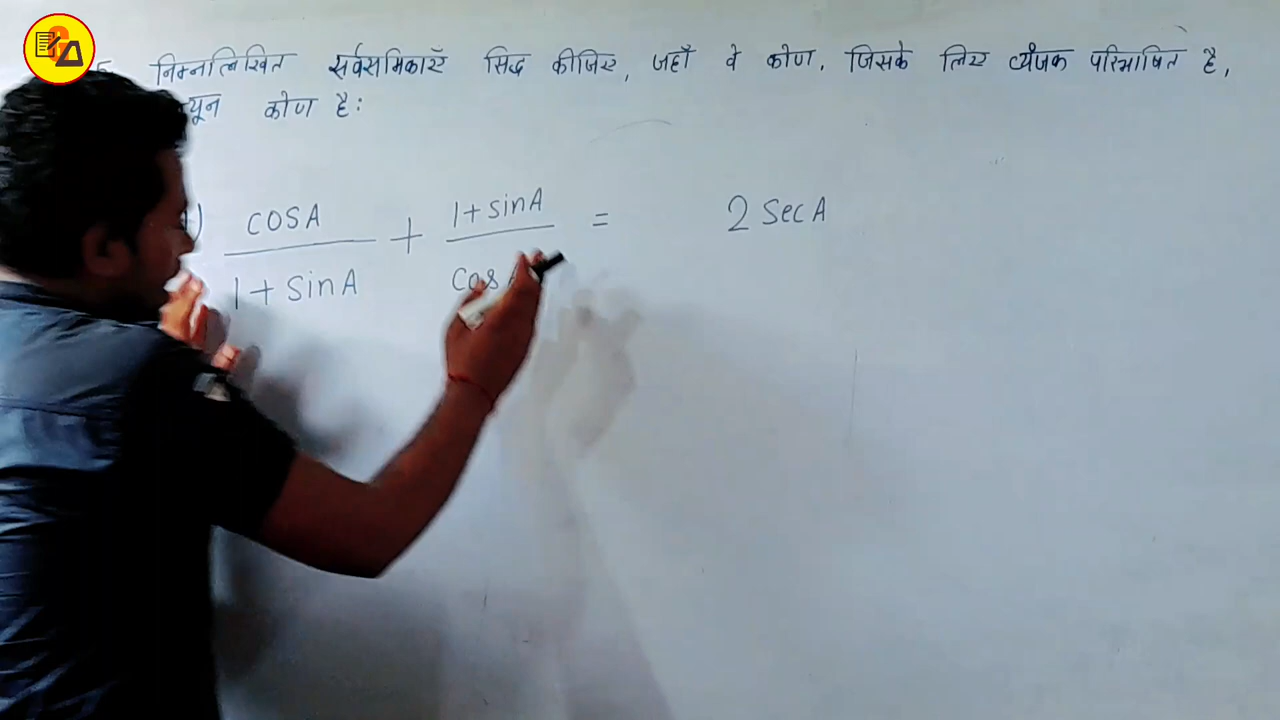 निम्नलिखित सर्वसमिकाएँ सिद्ध कीजिए, जहाँ वे कोण, जिसके लिए व्यंजक परिभाषित है,
कोण है:
cosA / 1 + sinA + 1 + sinA / cos = 2 secA